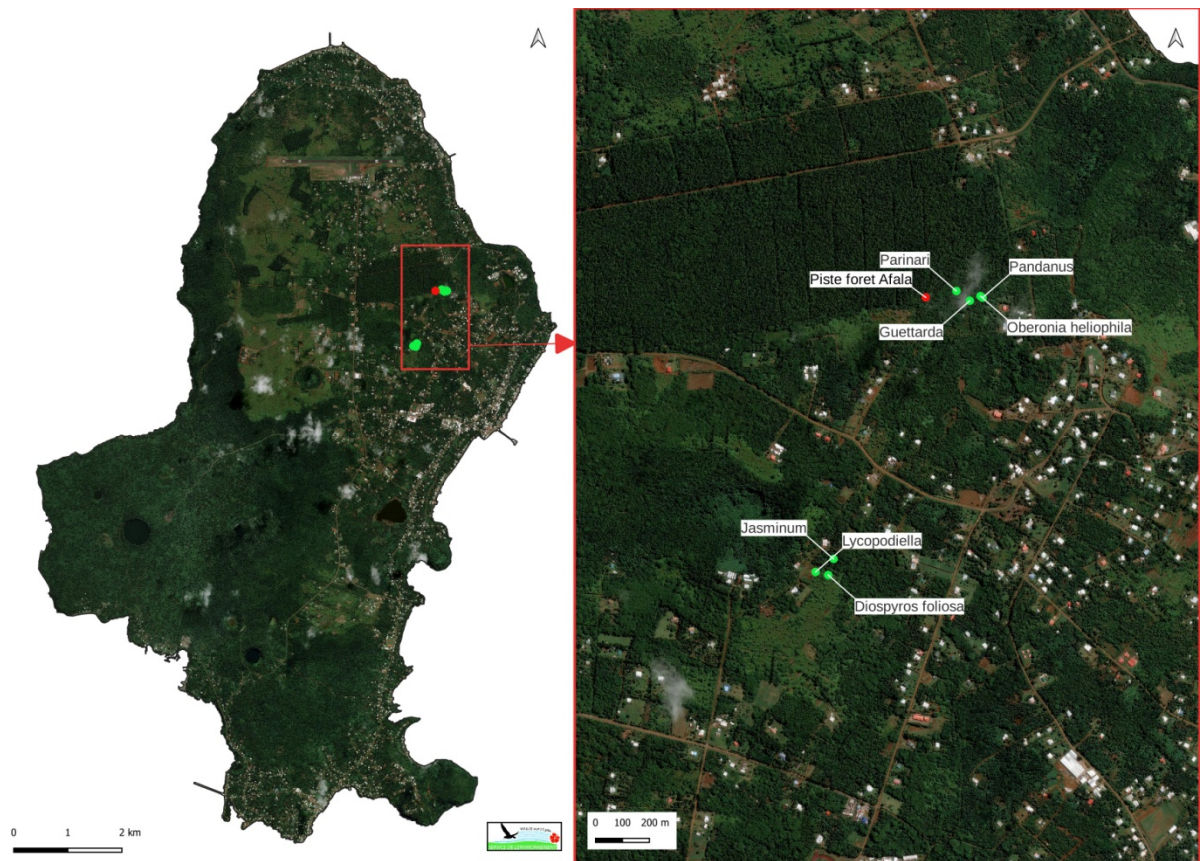 Parinari
Pandanus
Piste foret Afala
Guettarda
Oberonia heliophila
Jasminum
Lycopodiella
Diospyros foliosa
0 1 2 km
0 100 200 m